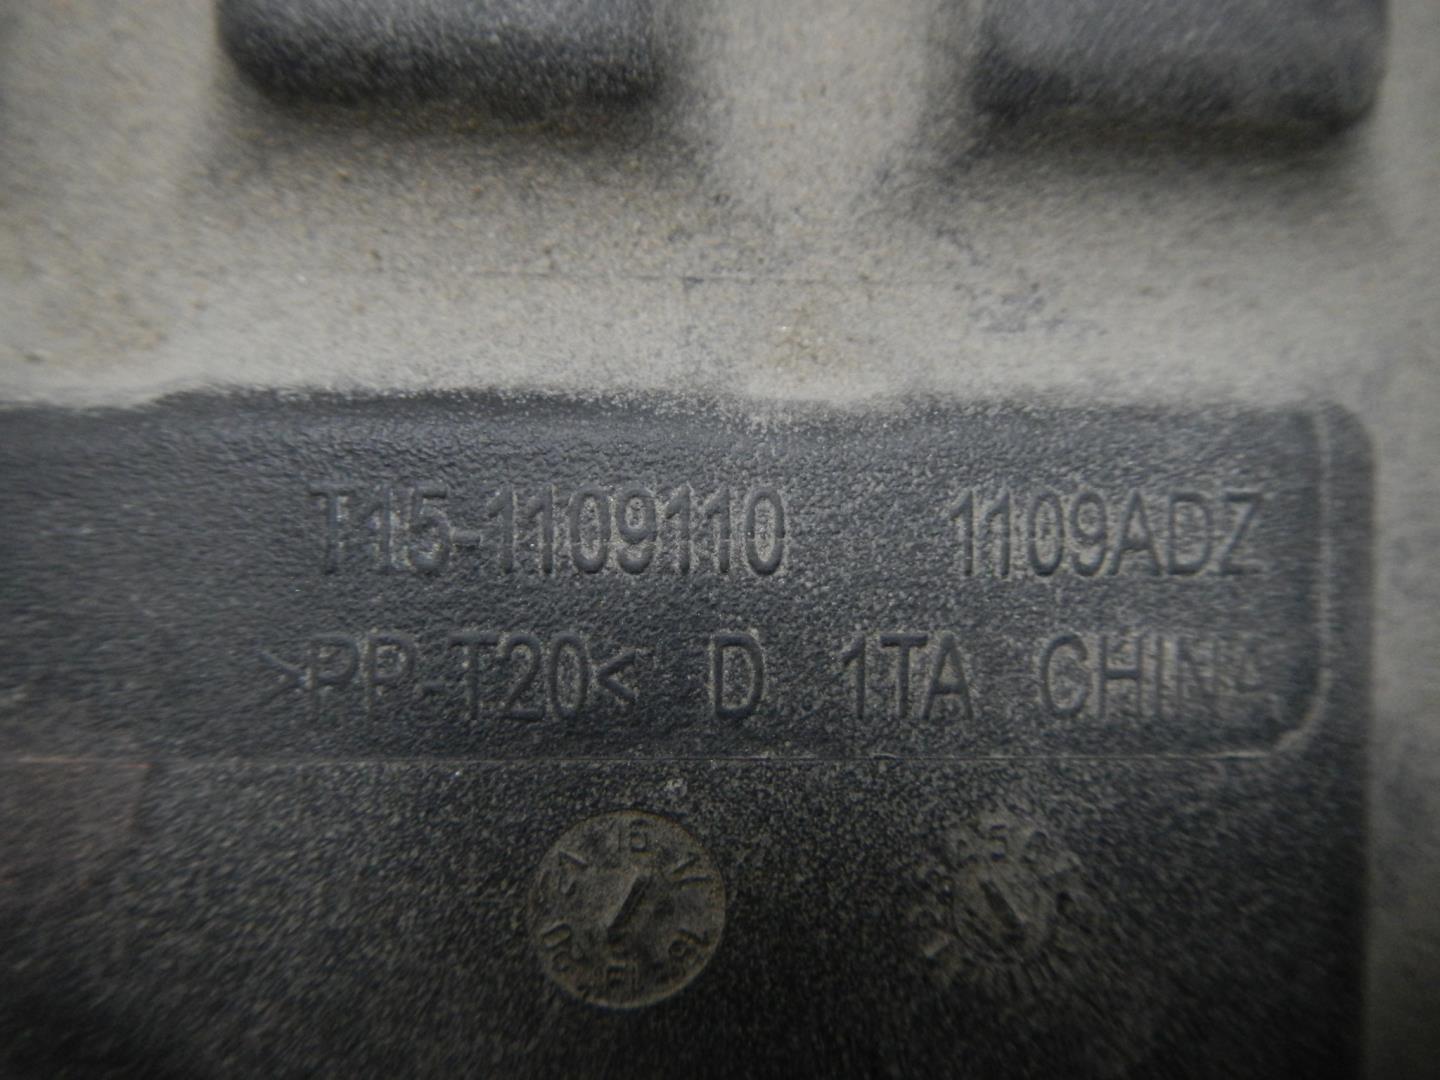 T15-1109110 1109ADZ
>PP-T20< D 1TA CHINA